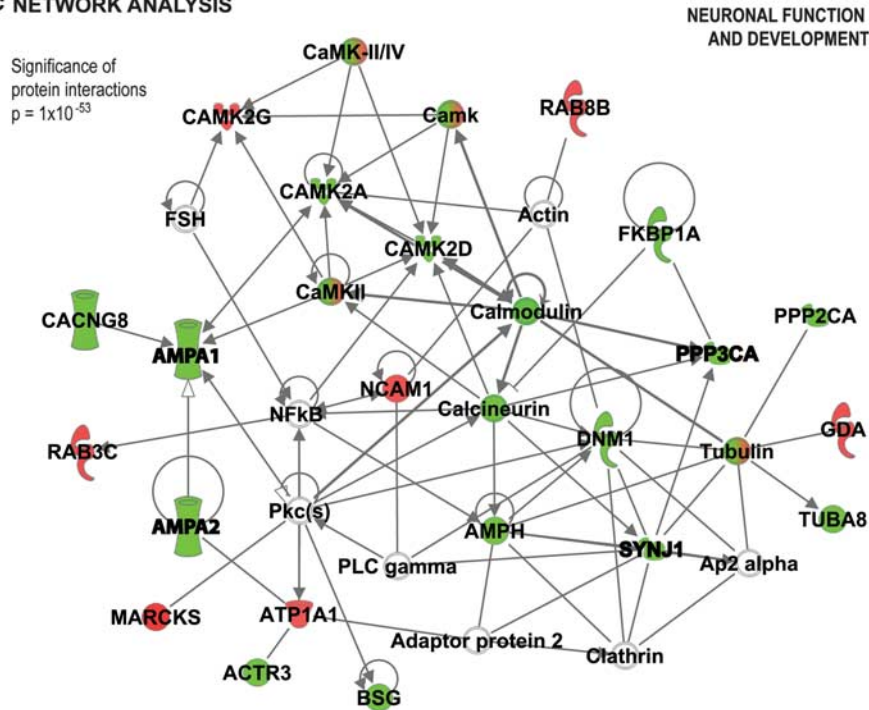 C NETWORK ANALYSIS
NEURONAL FUNCTION
AND DEVELOPMENT
Significance of
protein interactions
p = 1x10 -53
CaMK-II/IV
CAMK2G
Camk
RAB8B
CAMK2A
FSH
Actin
FKBP1A
CAMK2D
CaMKII
Calmodulin
CACNG8
PPP2CA
AMPA1
PPP3CA
NCAM1
NFkB
Calcineurin
GDA
RAB3C
DNM1
Tubulin
Pkc(s)
TUBA8
AMPA2
AMPH
SYNJ1
PLC gamma
Ap2 alpha
MARCKS
ATP1A1
Adaptor protein 2
Clathrin
ACTR3
BSG